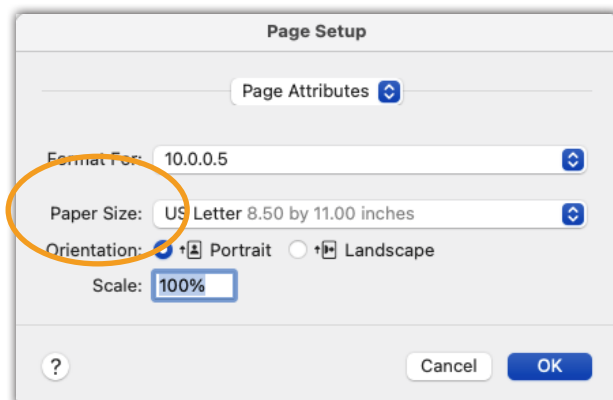 Page Setup
Page Attributes
Format For: 10.0.0.5
Paper Size: US Letter 8.50 by 11.00 inches
Orientation: Portrait Landscape
Scale: 100%
? Cancel OK